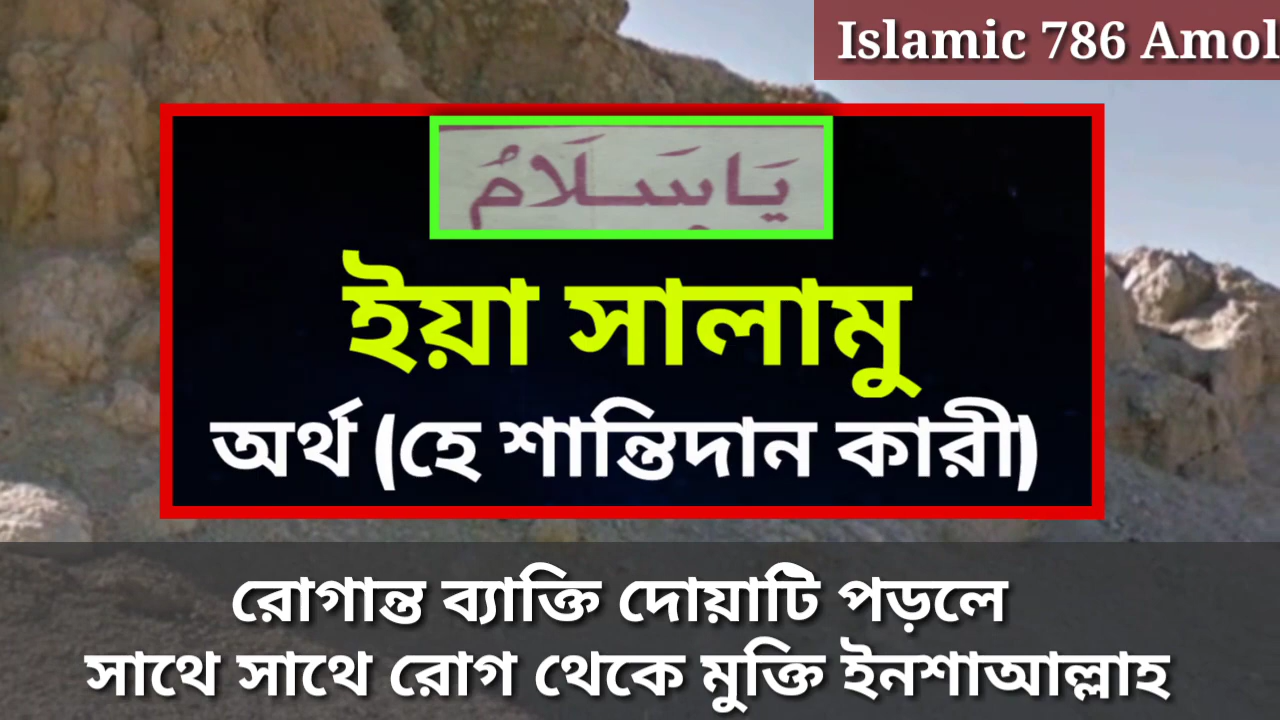 Islamic 786 Amol
يَاسَلَامُ
ইয়া সালামু
অর্থ (হে শান্তিদান কারী)
রোগান্ত ব্যাক্তি দোয়াটি পড়লে
সাথে সাথে রোগ থেকে মুক্তি ইনশাআল্লাহ